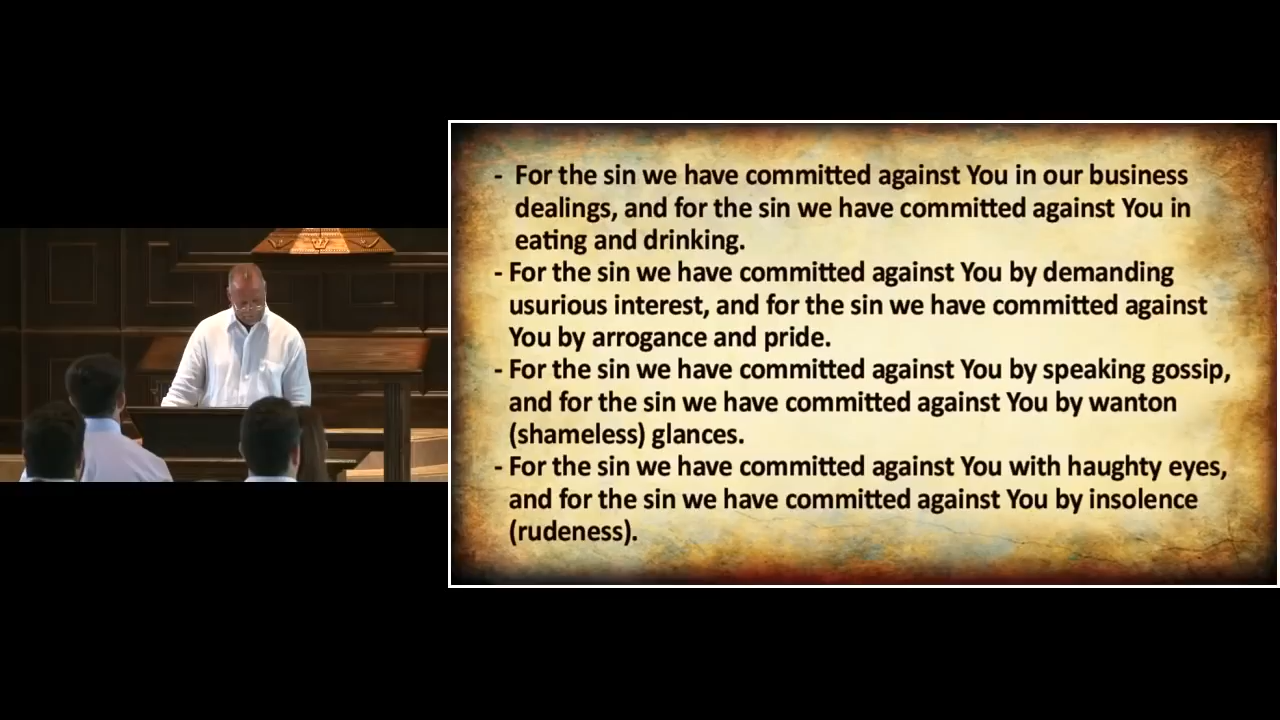 - For the sin we have committed against You in our business
dealings, and for the sin we have committed against You in
eating and drinking.
- For the sin we have committed against You by demanding
usurious interest, and for the sin we have committed against
You by arrogance and pride.
- For the sin we have committed against You by speaking gossip,
and for the sin we have committed against You by wanton
(shameless) glances.
- For the sin we have committed against You with haughty eyes,
and for the sin we have committed against You by insolence
(rudeness).